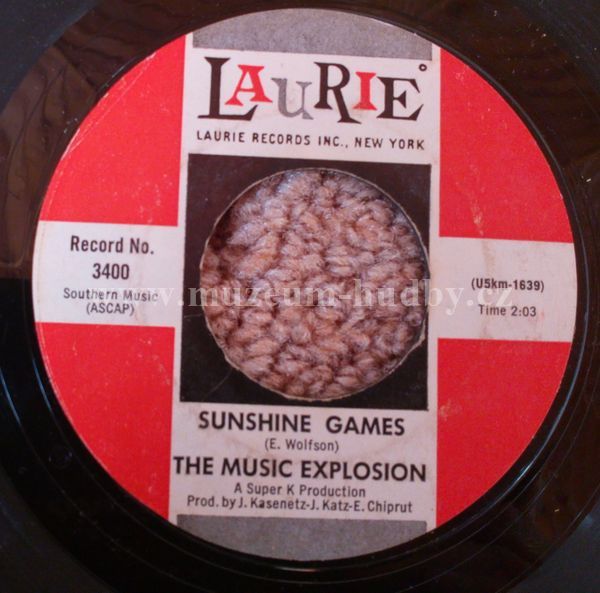 LAURIE®
LAURIE RECORDS INC., NEW YORK
Record No.
3400
Southern Music
(ASCAP)
(U5km-1639)
Time 2:03
www.muzeum-hudby.cz
SUNSHINE GAMES
(E. Wolfson)
THE MUSIC EXPLOSION
A Super K Production
Prod. by J. Kasenetz-J. Katz-E. Chiprut